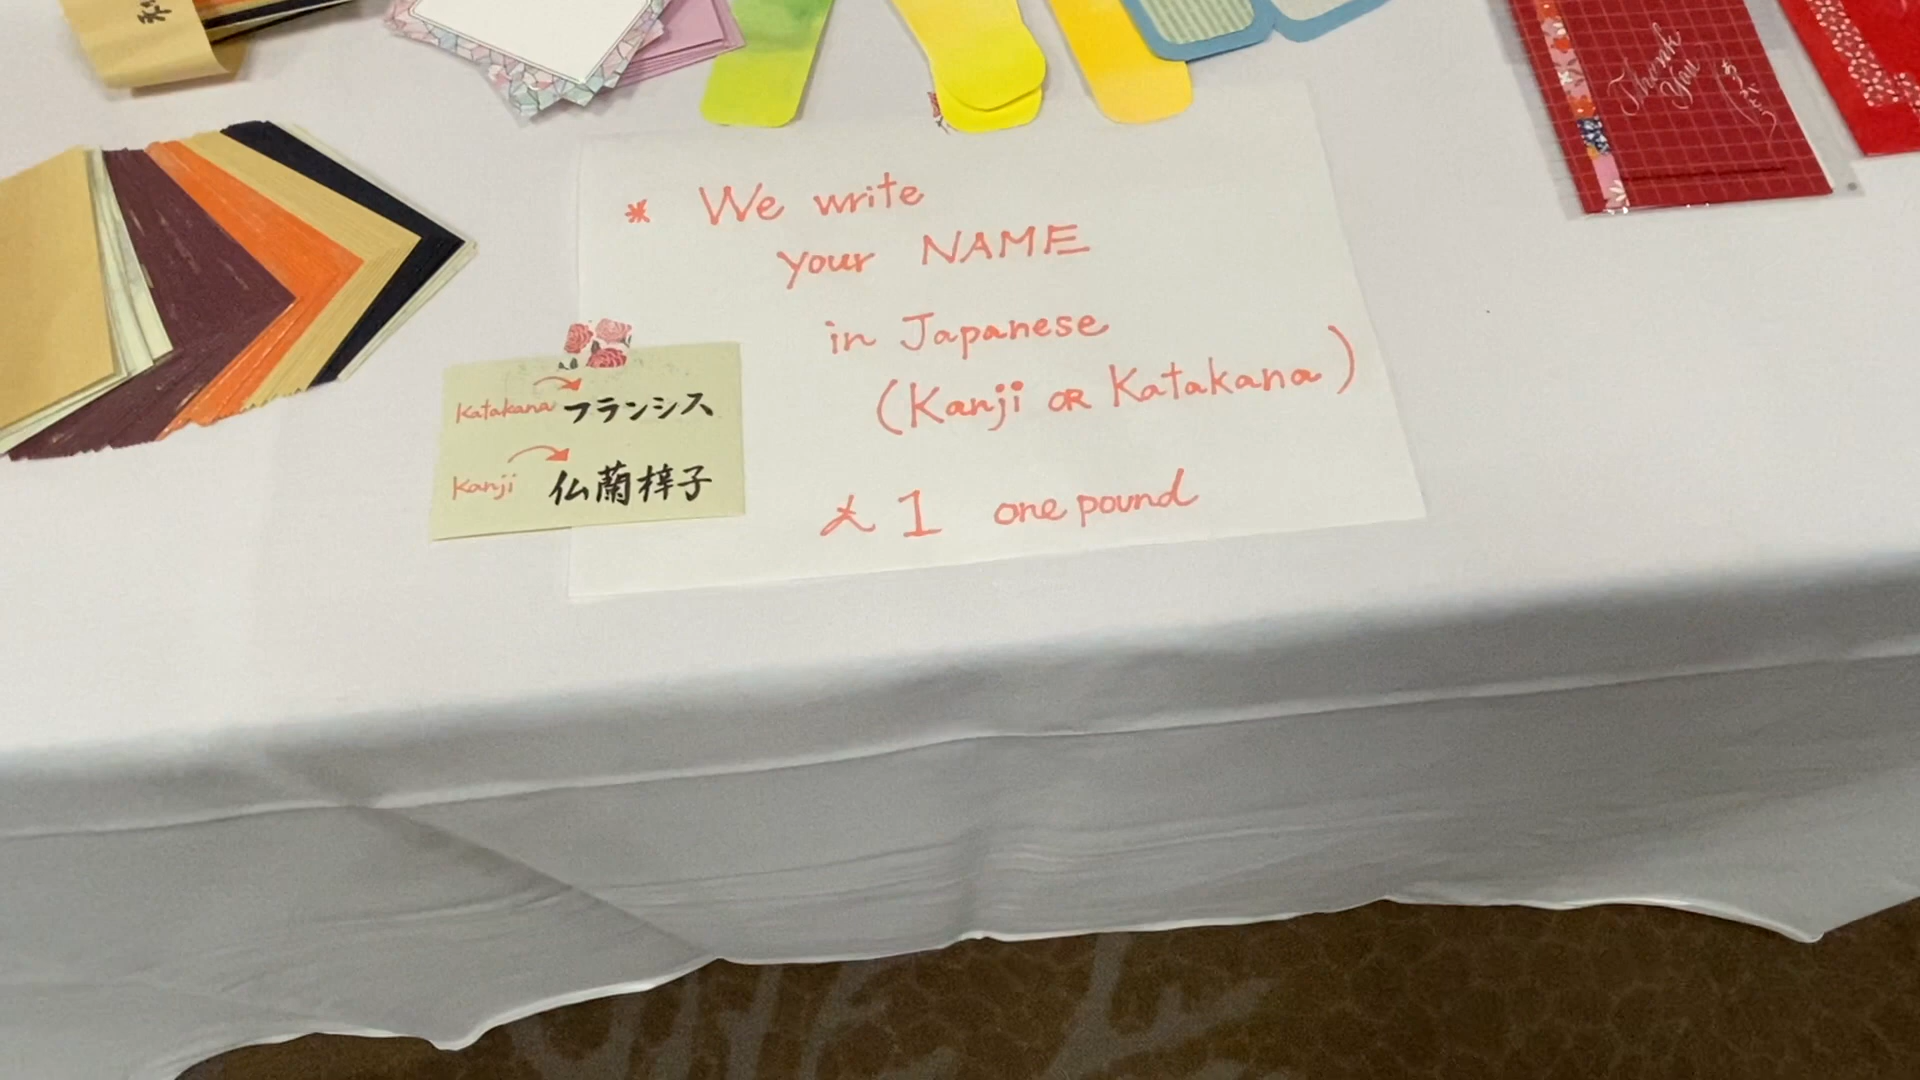 * We write
your NAME
in Japanese
(Kanji OR Katakana)
£1 one pound
Katakana フランシス
Kanji 仏蘭梓子
Thank
You